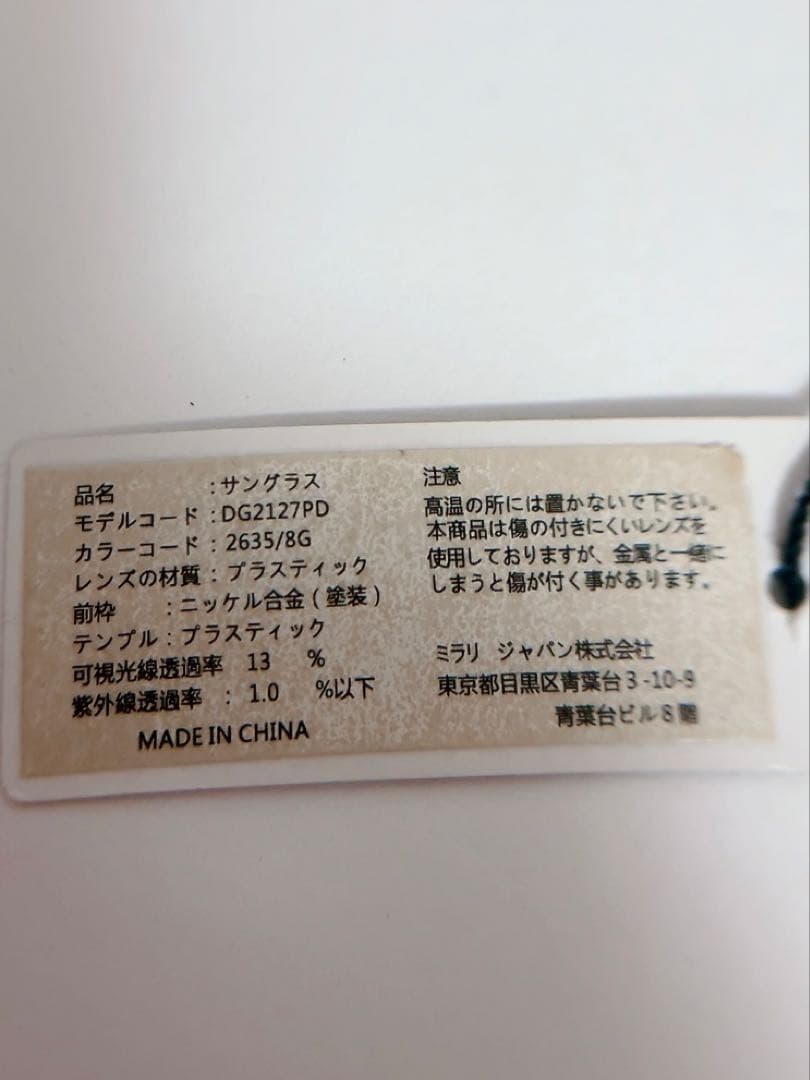 品名　　　　:サングラス
モデルコード :DG2127PD
カラーコード : 2635/8G
レンズの材質 : プラスティック
前枠　　　:ニッケル合金 ( 塗装 )
テンプル : プラスティック
可視光線透過率　13　　%
紫外線透過率　:　1.0　　%以下
MADE IN CHINA
注意
高温の所には置かないで下さい。
本商品は傷の付きにくいレンズを
使用しておりますが、金属と一緒に
しまうと傷が付く事があります。
ミラリ　ジャパン株式会社
東京都目黒区青葉台３-10-9
青葉台ビル８階